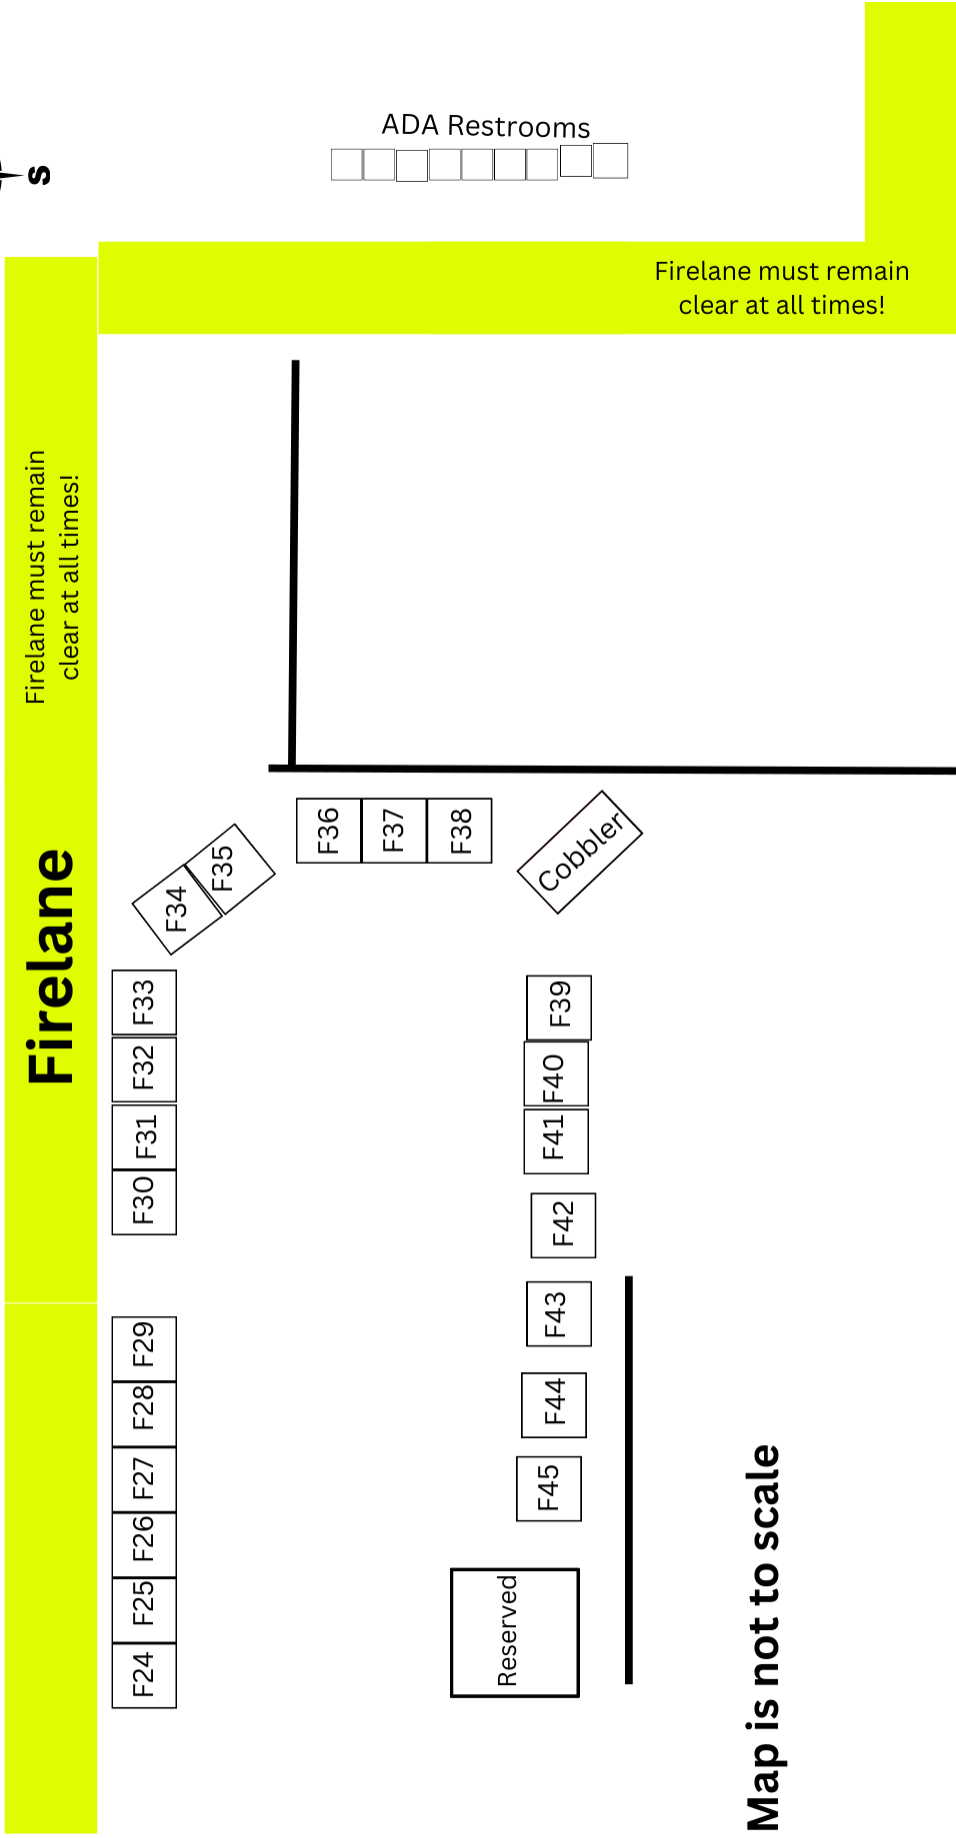 ADA Restrooms
S
Firelane must remain
clear at all times!
Firelane must remain
clear at all times!
Firelane
F36
F37
F38
Cobbler
F35
F34
F33
F32
F31
F30
F29
F28
F27
F26
F25
F24
F39
F40
F41
F42
F43
F44
F45
Reserved
Map is not to scale